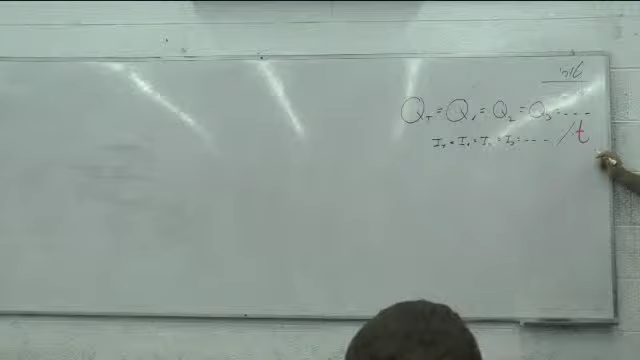 Q_T = Q_1 = Q_2 = Q_3 ....
I_T = I_1 = I_2 = I_3 = ... /t